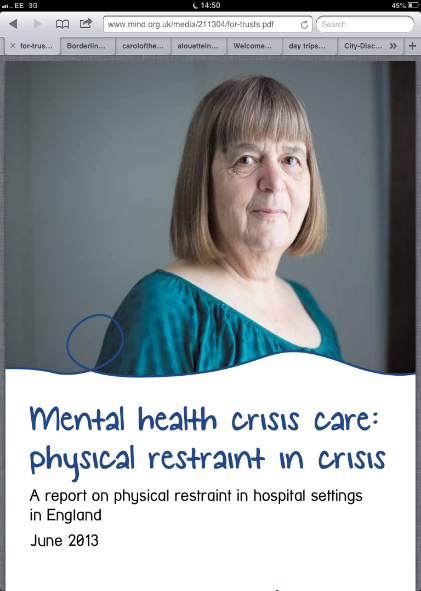 EE 3G
14:50
45%
www.mind.org.uk/media/211304/for-trusts.pdf
Search
for-trus...
Borderlin...
carolofthe...
alouettein...
Welcome...
day trips...
City-Disc...
Mental health crisis care:
physical restraint in crisis
A report on physical restraint in hospital settings
in England
June 2013